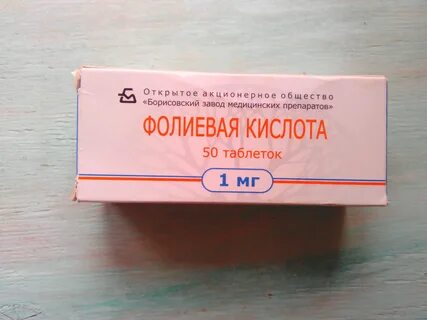 Открытое акционерное общество
«Борисовский завод медицинских препаратов»
ФОЛИЕВАЯ КИСЛОТА
50 таблеток
1 мг